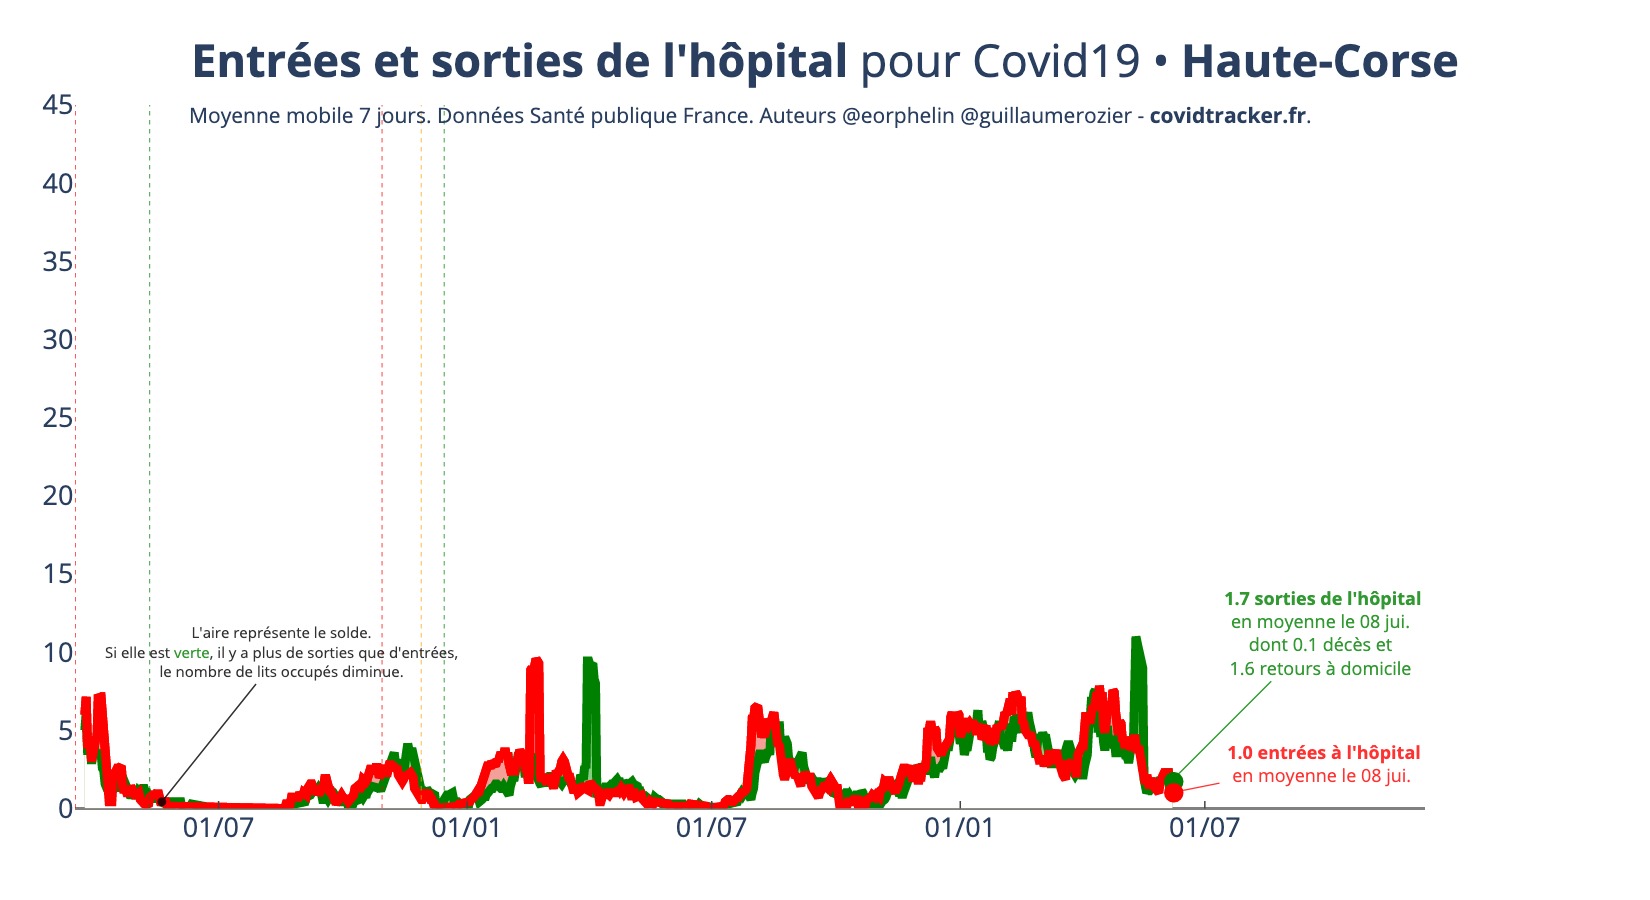 Entrées et sorties de l'hôpital pour Covid19 • Haute-Corse
Moyenne mobile 7 jours. Données Santé publique France. Auteurs @eorphelin @guillaumerozier - covidtracker.fr.
45
40
35
30
25
20
15
10
5
0
L'aire représente le solde.
Si elle est verte, il y a plus de sorties que d'entrées,
le nombre de lits occupés diminue.
1.7 sorties de l'hôpital
en moyenne le 08 jui.
dont 0.1 décès et
1.6 retours à domicile
1.0 entrées à l'hôpital
en moyenne le 08 jui.
01/07
01/01
01/07
01/01
01/07